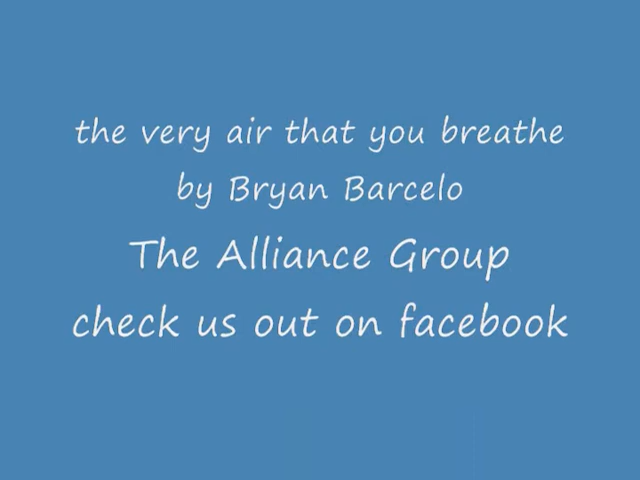 the very air that you breathe
by Bryan Barcelo
The Alliance Group
check us out on facebook